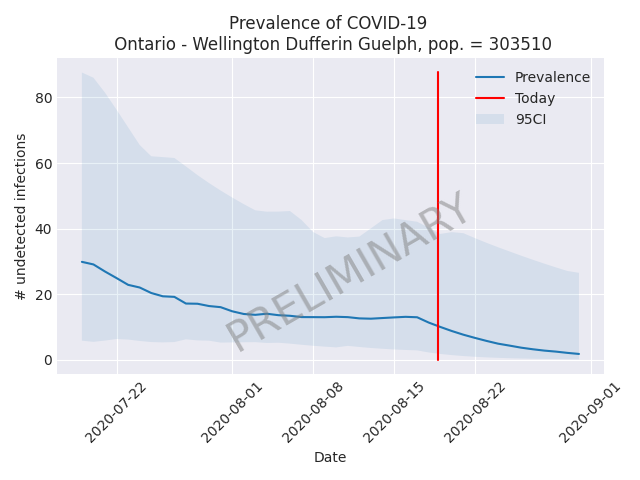 Prevalence of COVID-19
Ontario - Wellington Dufferin Guelph, pop. = 303510
# undetected infections
80
60
40
20
0
Prevalence
Today
95CI
PRELIMINARY
2020-07-22
2020-08-01
2020-08-08
2020-08-15
2020-08-22
2020-09-01
Date